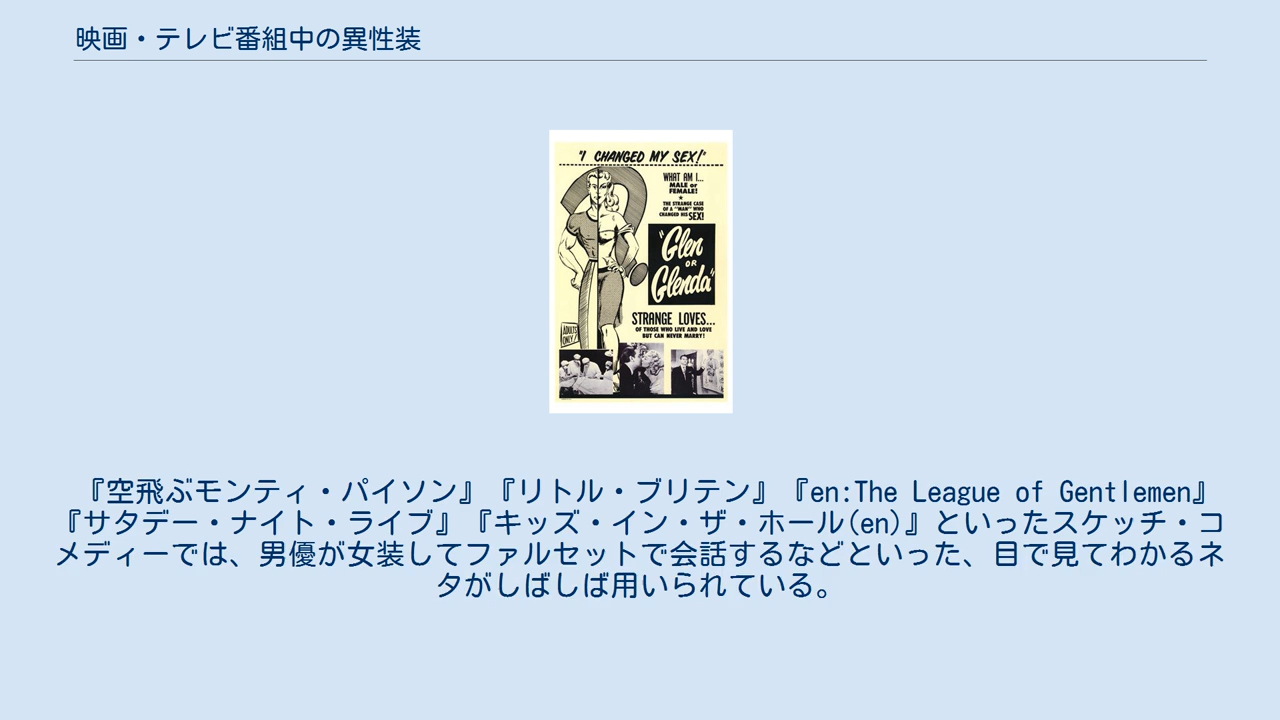 映画・テレビ番組中の異性装
"I CHANGED MY SEX!"
WHAT AM I...
MALE or
FEMALE!
THE STRANGE CASE
OF A "MAN" WHO
CHANGED HIS SEX!
"Glen
OR
Glenda"
STRANGE LOVES...
OF THOSE WHO LIVE AND LOVE
BUT CAN NEVER MARRY!
ADULTS
ONLY!
『空飛ぶモンティ・パイソン』『リトル・ブリテン』『en:The League of Gentlemen』
『サタデー・ナイト・ライブ』『キッズ・イン・ザ・ホール(en)』といったスケッチ・コ
メディーでは、男優が女装してファルセットで会話するなどといった、目で見てわかるネ
タがしばしば用いられている。